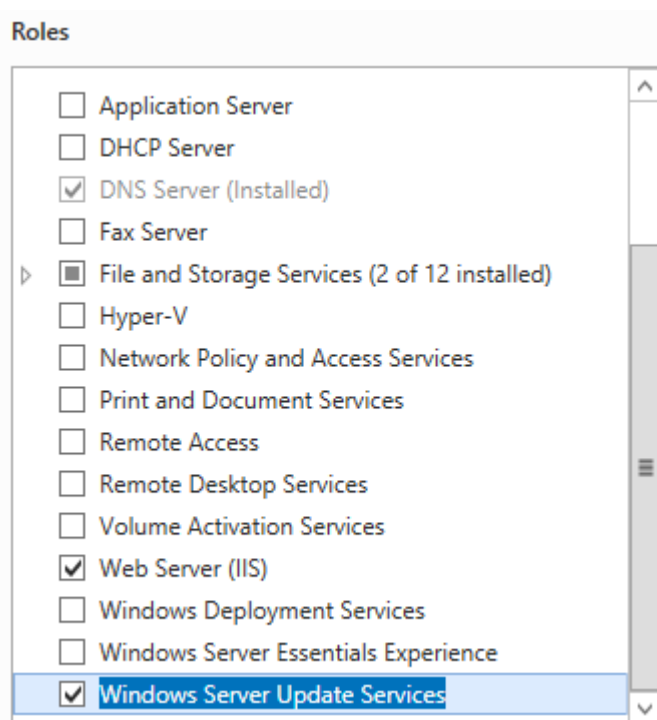 Roles
Application Server
DHCP Server
DNS Server (Installed)
Fax Server
File and Storage Services (2 of 12 installed)
Hyper-V
Network Policy and Access Services
Print and Document Services
Remote Access
Remote Desktop Services
Volume Activation Services
Web Server (IIS)
Windows Deployment Services
Windows Server Essentials Experience
Windows Server Update Services